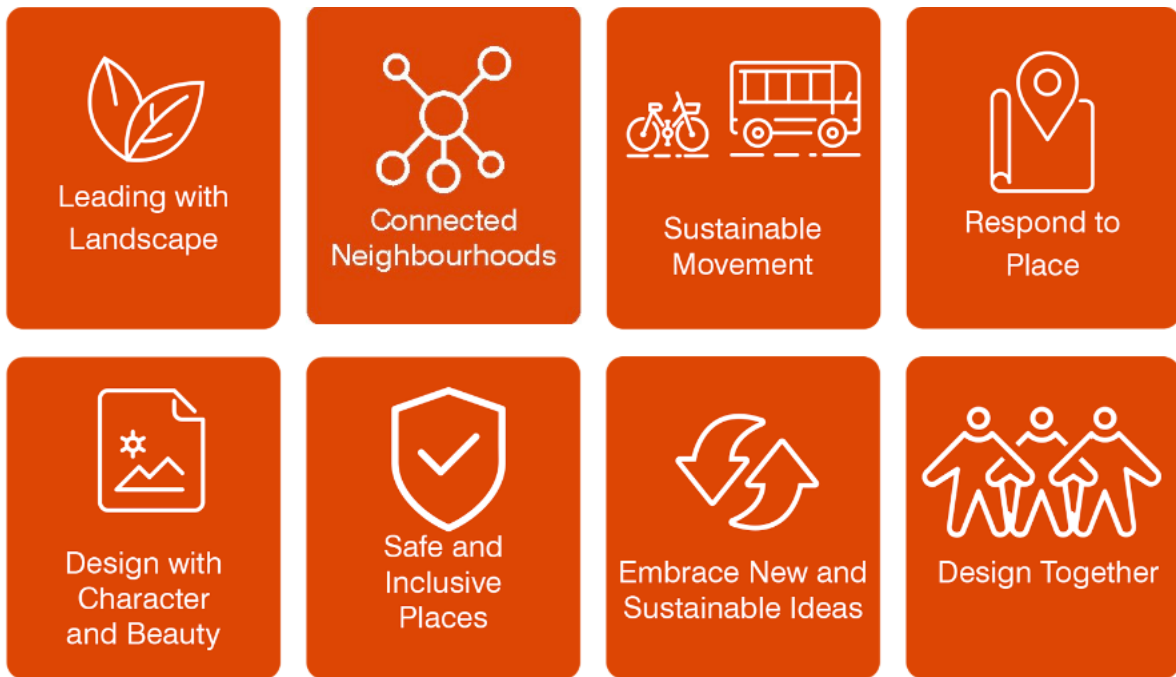 Leading with
Landscape
Connected
Neighbourhoods
Sustainable
Movement
Respond to
Place
Design with
Character
and Beauty
Safe and
Inclusive
Places
Embrace New and
Sustainable Ideas
Design Together